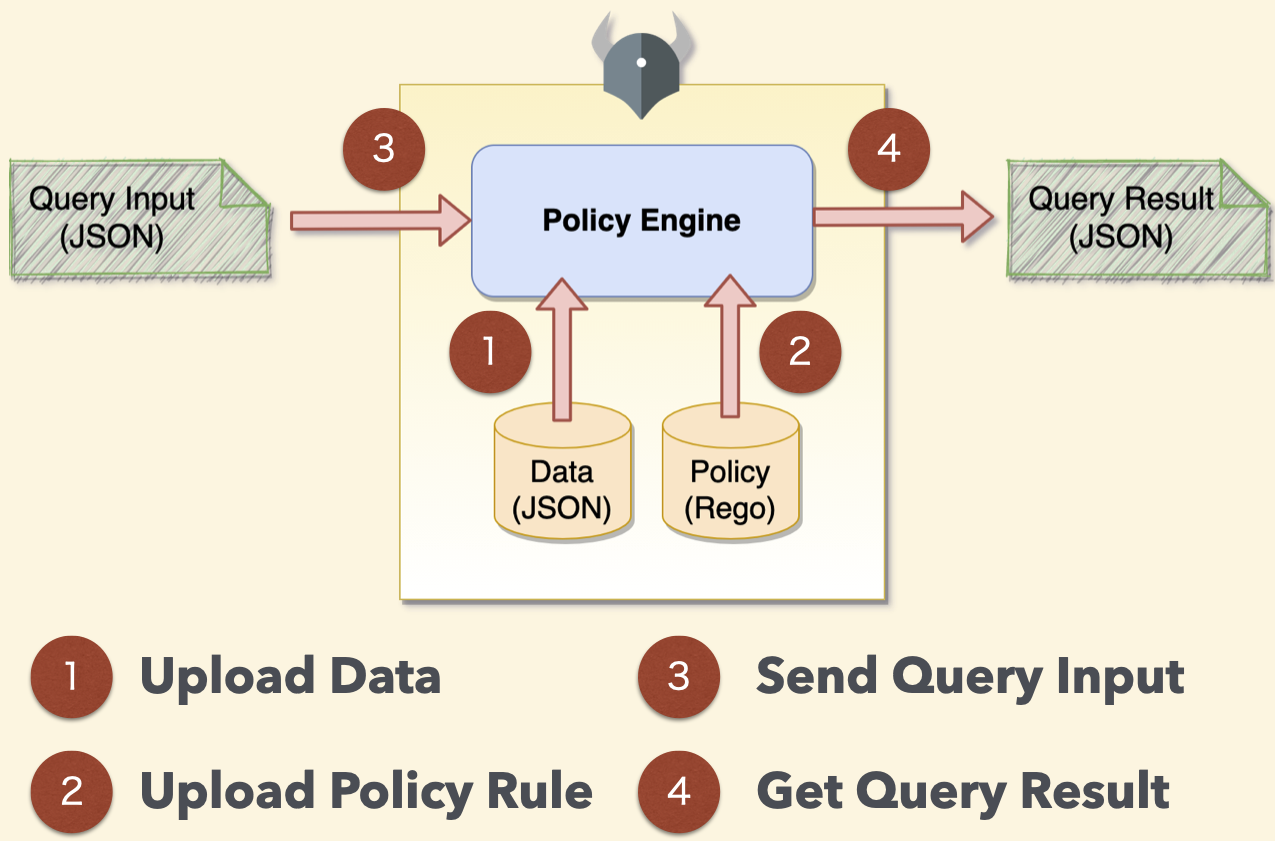 3
4
Query Input
(JSON)
Policy Engine
Query Result
(JSON)
1
2
Data
(JSON)
Policy
(Rego)
1 Upload Data
3 Send Query Input
2 Upload Policy Rule
4 Get Query Result